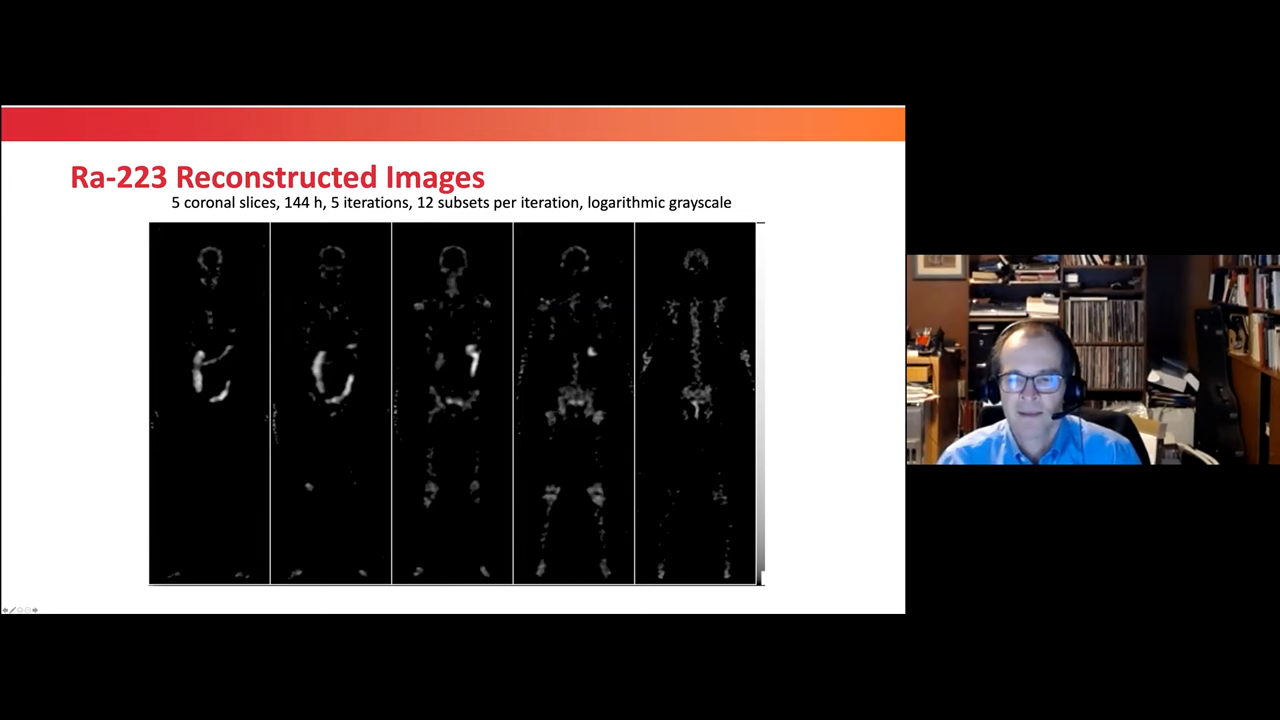 Ra-223 Reconstructed Images
5 coronal slices, 144 h, 5 iterations, 12 subsets per iteration, logarithmic grayscale